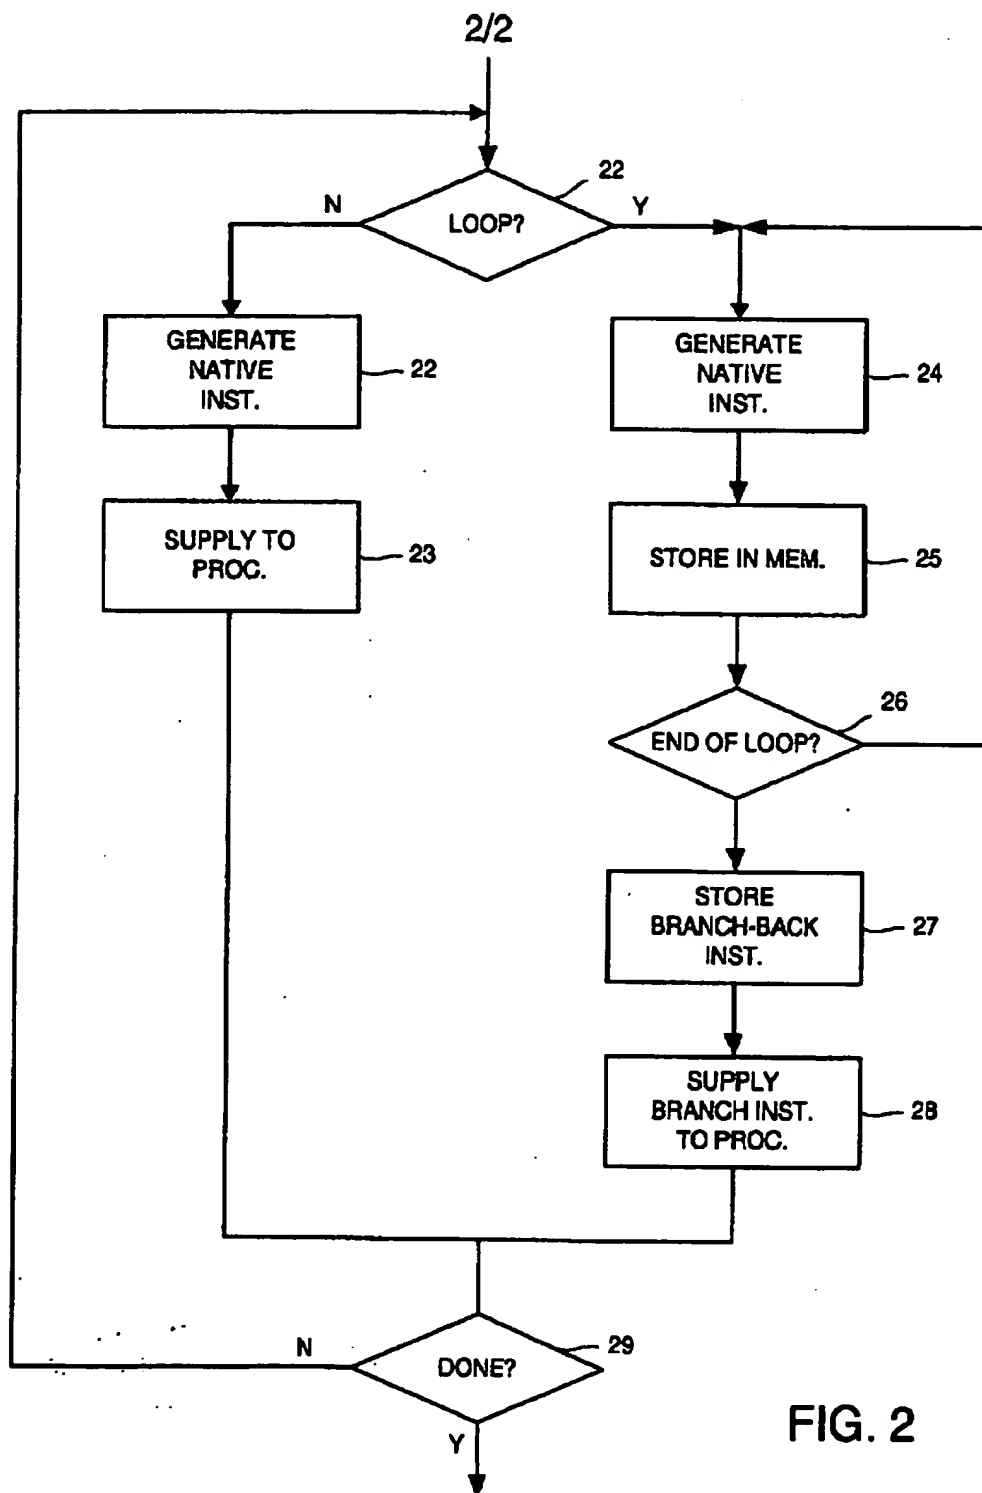 2/2
22
N
LOOP?
Y
GENERATE
NATIVE
INST.
22
GENERATE
NATIVE
INST.
24
SUPPLY TO
PROC.
23
STORE IN MEM.
25
26
END OF LOOP?
STORE
BRANCH-BACK
INST.
27
SUPPLY
BRANCH INST.
TO PROC.
28
N
DONE?
29
Y
FIG. 2